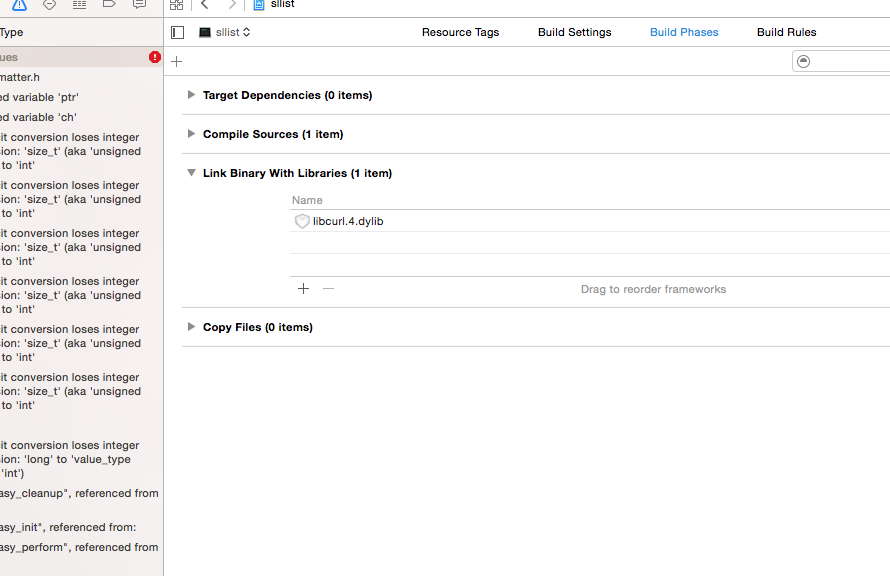 sllist
sllist
Resource Tags
Build Settings
Build Phases
Build Rules
Type
ues
matter.h
ed variable 'ptr'
ed variable 'ch'
it conversion loses integer
ion: 'size_t' (aka 'unsigned
to 'int'
it conversion loses integer
ion: 'size_t' (aka 'unsigned
to 'int'
it conversion loses integer
ion: 'size_t' (aka 'unsigned
to 'int'
it conversion loses integer
ion: 'size_t' (aka 'unsigned
to 'int'
it conversion loses integer
ion: 'size_t' (aka 'unsigned
to 'int'
it conversion loses integer
ion: 'size_t' (aka 'unsigned
to 'int'
it conversion loses integer
ion: 'long' to 'value_type
'int')
asy_cleanup", referenced from
asy_init", referenced from:
asy_perform", referenced from
Target Dependencies (0 items)
Compile Sources (1 item)
Link Binary With Libraries (1 item)
Name
libcurl.4.dylib
Drag to reorder frameworks
Copy Files (0 items)